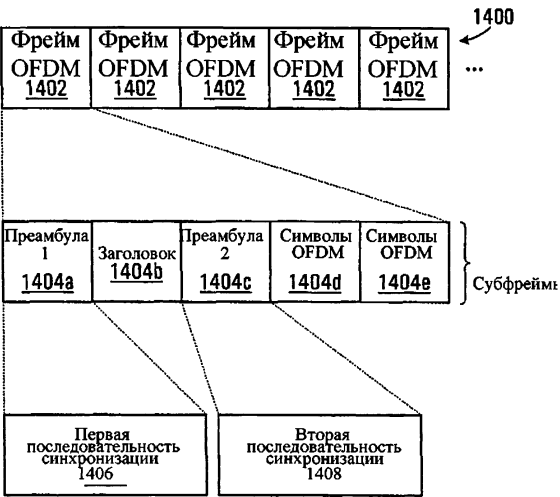 1400
Фрейм Фрейм Фрейм Фрейм Фрейм
OFDM OFDM OFDM OFDM OFDM ...
1402 1402 1402 1402 1402
Преамбула 1 1404a
Заголовок 1404b
Преамбула 2 1404c
Символы OFDM 1404d
Символы OFDM 1404e
Субфреймы
Первая
последовательность
синхронизации
1406
Вторая
последовательность
синхронизации
1408